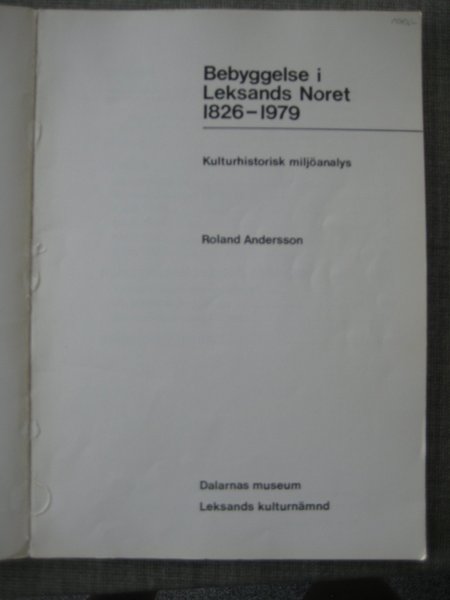 Bebyggelse i
Leksands Noret
1826–1979
Kulturhistorisk miljöanalys
Roland Andersson
Dalarnas museum
Leksands kulturnämnd